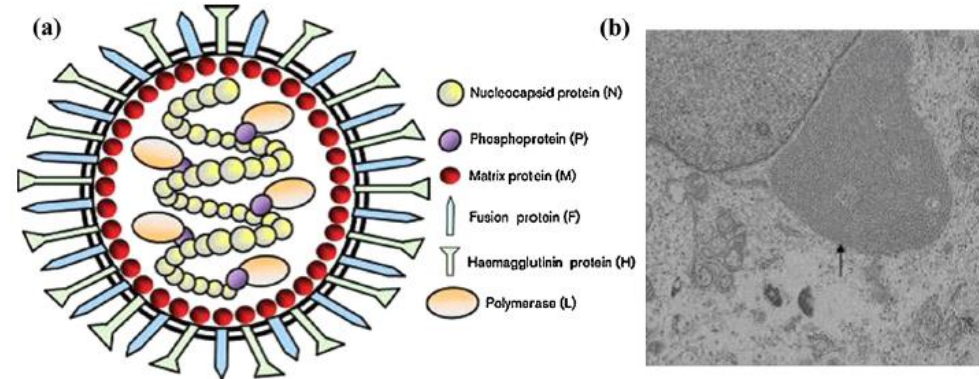 (a)
Nucleocapsid protein (N)
Phosphoprotein (P)
Matrix protein (M)
Fusion protein (F)
Haemagglutinin protein (H)
Polymerase (L)
(b)